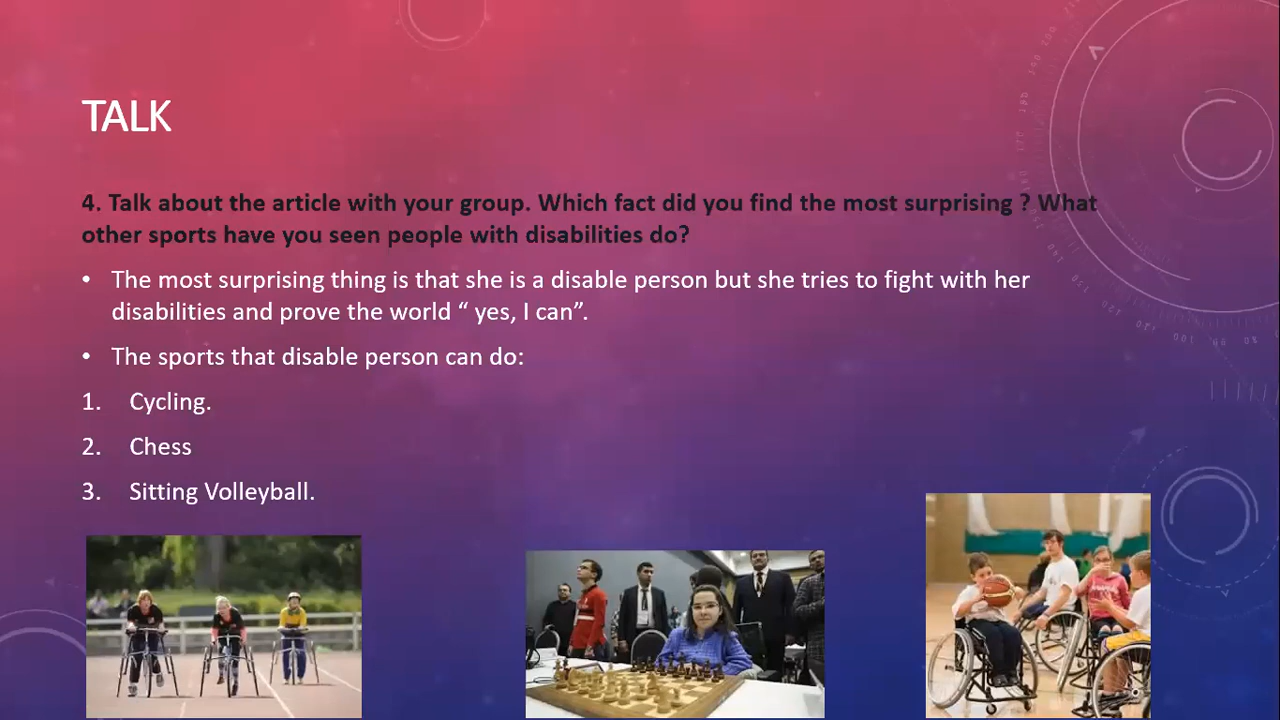 TALK
4. Talk about the article with your group. Which fact did you find the most surprising ? What
other sports have you seen people with disabilities do?
• The most surprising thing is that she is a disable person but she tries to fight with her
disabilities and prove the world “ yes, I can”.
• The sports that disable person can do:
1. Cycling.
2. Chess
3. Sitting Volleyball.